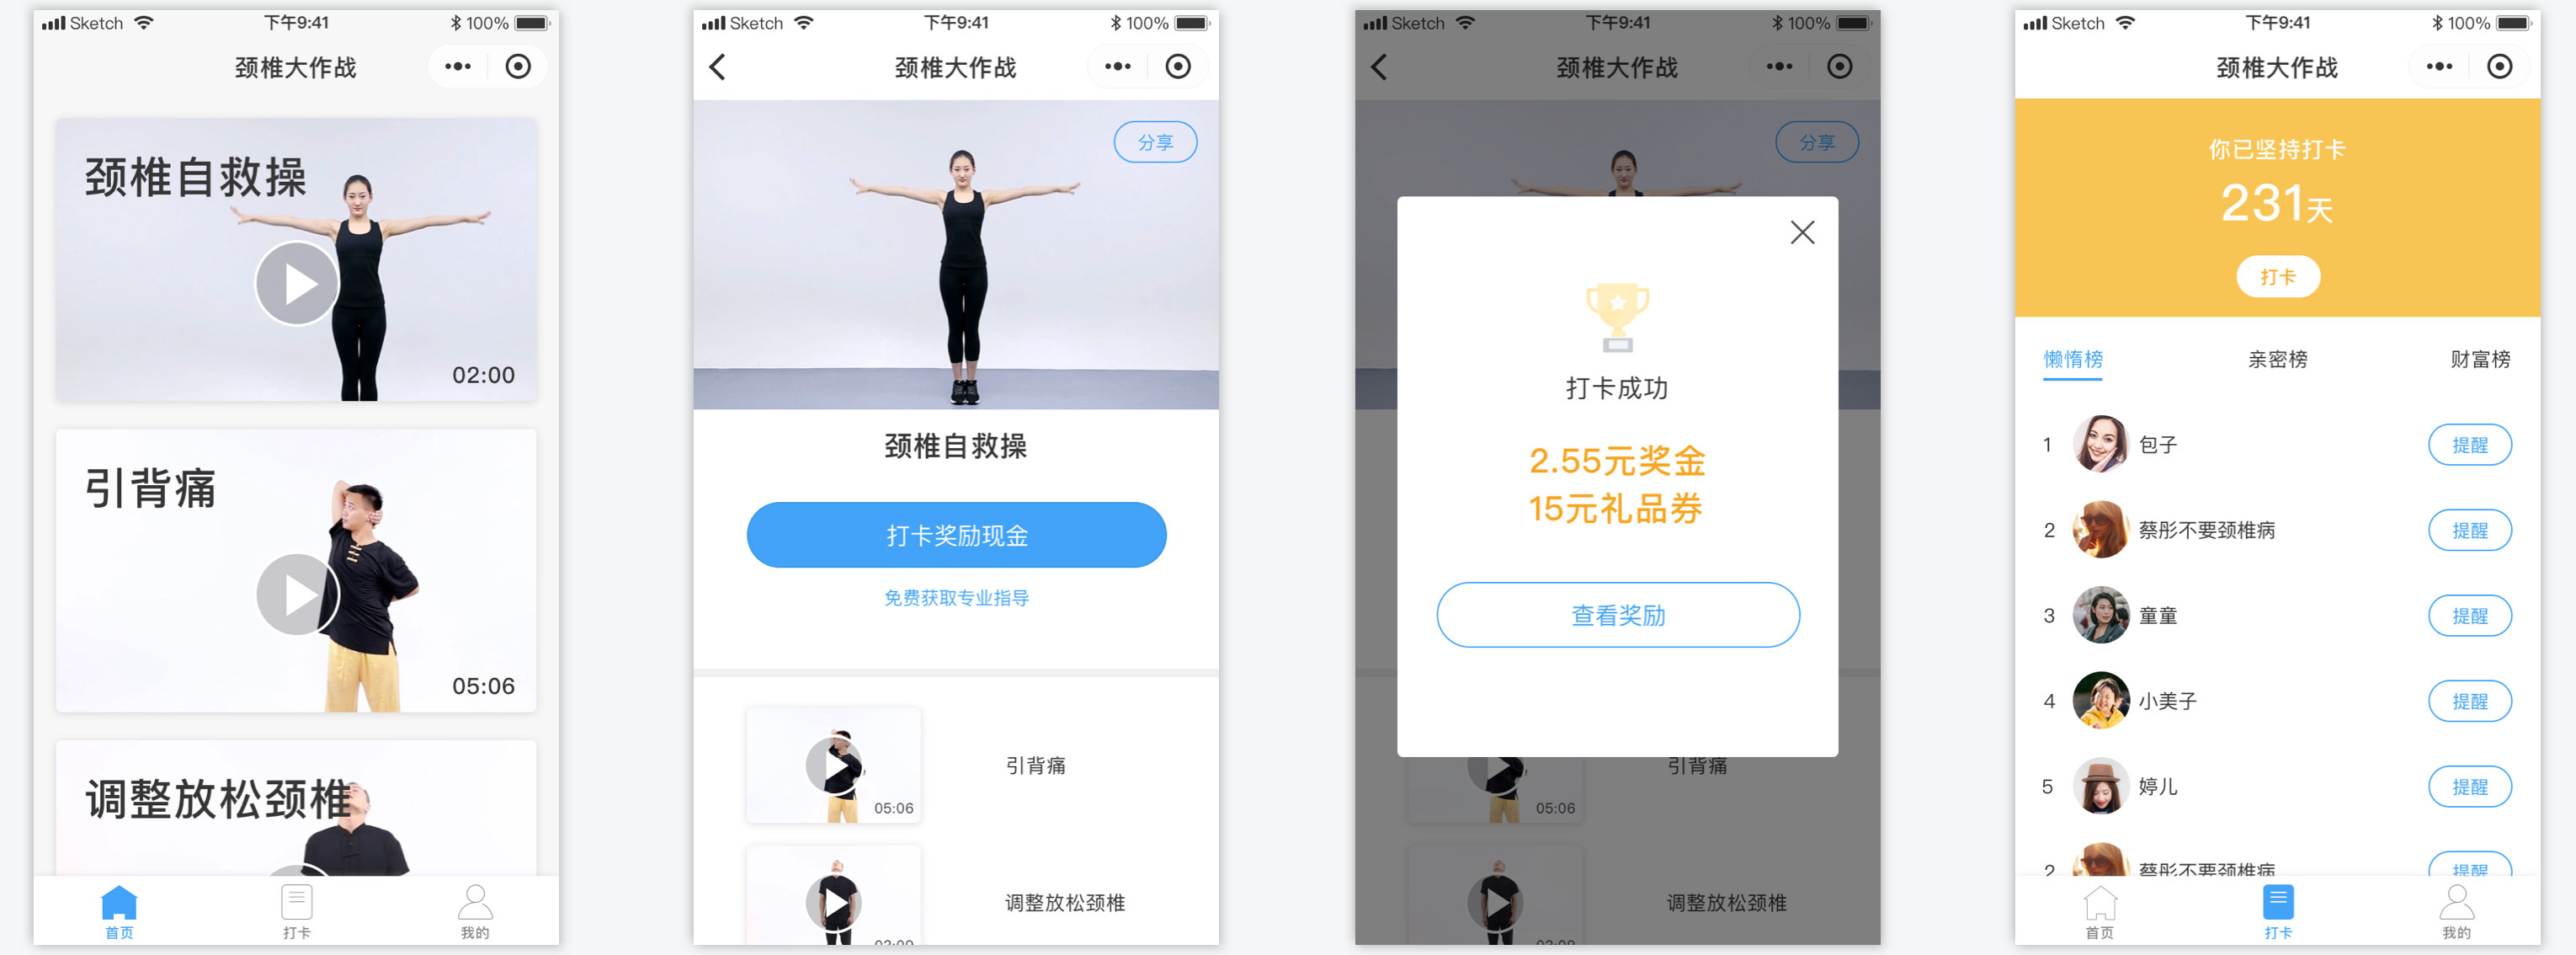 Sketch 下午9:41 100%
颈椎大作战
颈椎自救操
02:00
引背痛
05:06
调整放松颈椎
首页 打卡 我的
Sketch 下午9:41 100%
颈椎大作战
分享
颈椎自救操
打卡奖励现金
免费获取专业指导
引背痛
05:06
调整放松颈椎
Sketch 下午9:41 100%
颈椎大作战
分享
打卡成功
2.55元奖金
15元礼品券
查看奖励
引背痛
05:06
调整放松颈椎
Sketch 下午9:41 100%
颈椎大作战
你已坚持打卡
231天
打卡
懒惰榜 亲密榜 财富榜
1 包子 提醒
2 蔡彤不要颈椎病 提醒
3 童童 提醒
4 小美子 提醒
5 婷儿 提醒
2 蔡彤不要颈椎病 提醒
首页 打卡 我的